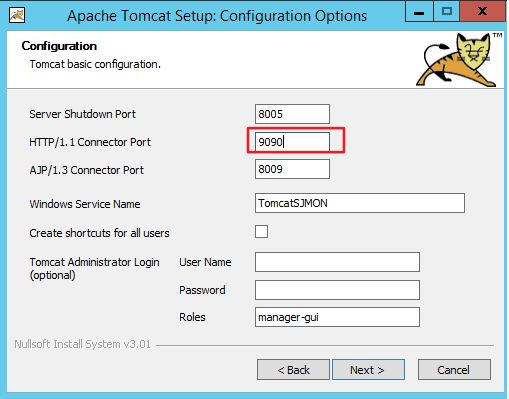 Apache Tomcat Setup: Configuration Options
Configuration
Tomcat basic configuration.
TM
Server Shutdown Port 8005
HTTP/1.1 Connector Port 9090
AJP/1.3 Connector Port 8009
Windows Service Name TomcatSJMON
Create shortcuts for all users
Tomcat Administrator Login User Name
(optional)
Password
Roles manager-gui
Nullsoft Install System v3.01
< Back Next > Cancel